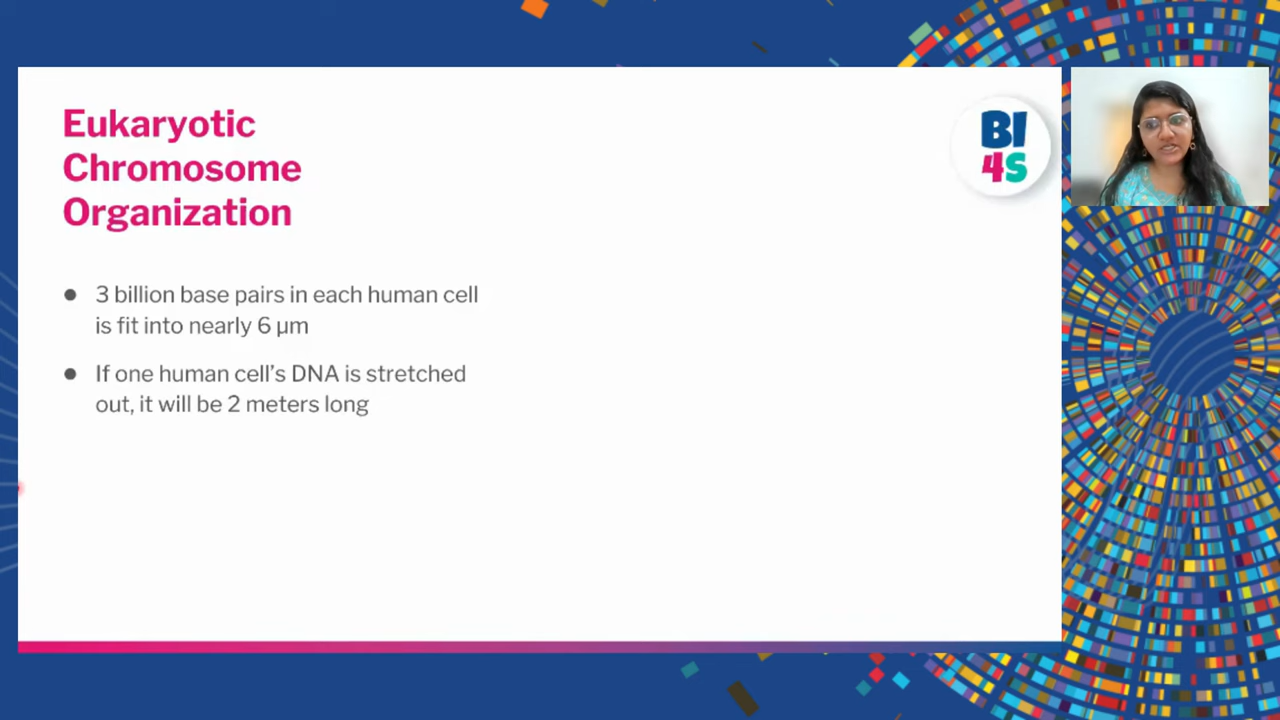 Eukaryotic
Chromosome
Organization
BI
4S
● 3 billion base pairs in each human cell
is fit into nearly 6 µm
● If one human cell’s DNA is stretched
out, it will be 2 meters long